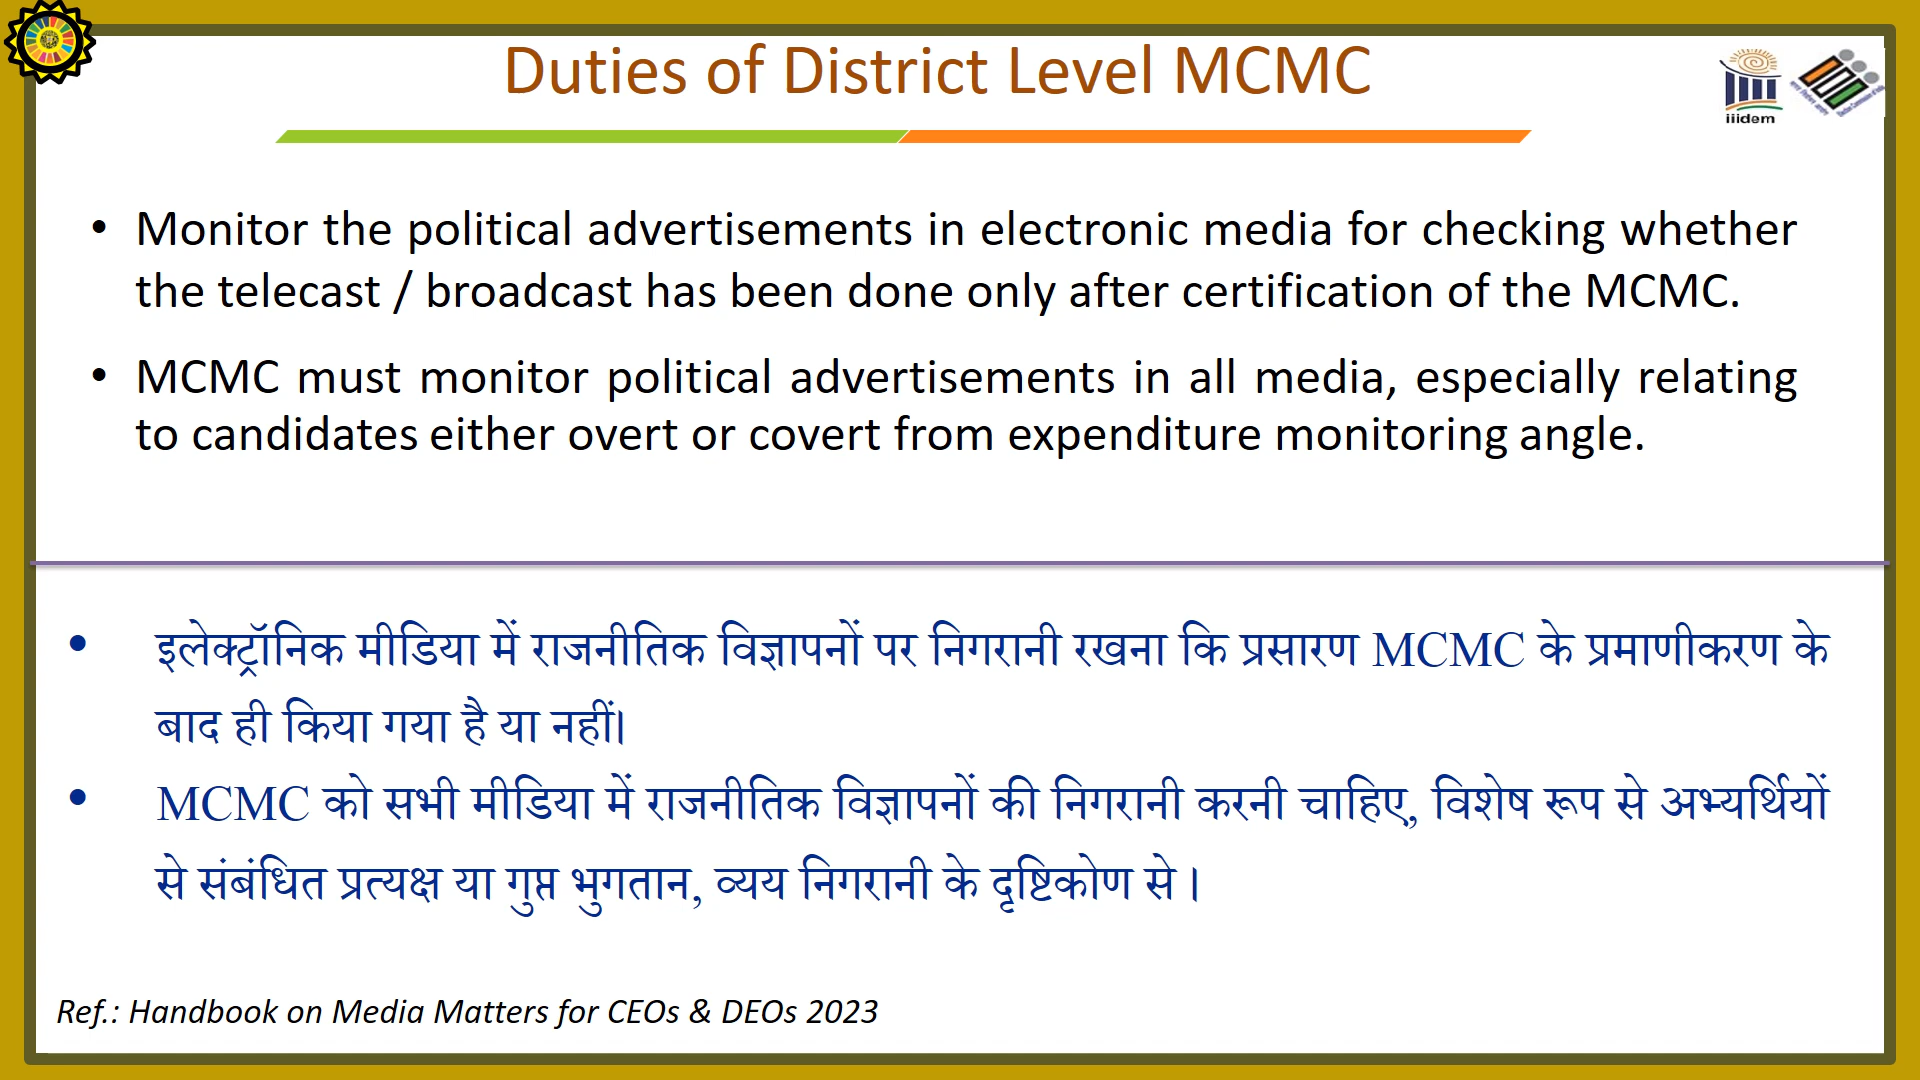 Duties of District Level MCMC
iiidem
• Monitor the political advertisements in electronic media for checking whether
the telecast / broadcast has been done only after certification of the MCMC.
• MCMC must monitor political advertisements in all media, especially relating
to candidates either overt or covert from expenditure monitoring angle.
• इलेक्ट्रॉनिक मीडिया में राजनीतिक विज्ञापनों पर निगरानी रखना कि प्रसारण MCMC के प्रमाणीकरण के
बाद ही किया गया है या नहीं।
• MCMC को सभी मीडिया में राजनीतिक विज्ञापनों की निगरानी करनी चाहिए, विशेष रूप से अभ्यर्थियों
से संबंधित प्रत्यक्ष या गुप्त भुगतान, व्यय निगरानी के दृष्टिकोण से ।
Ref.: Handbook on Media Matters for CEOs & DEOs 2023